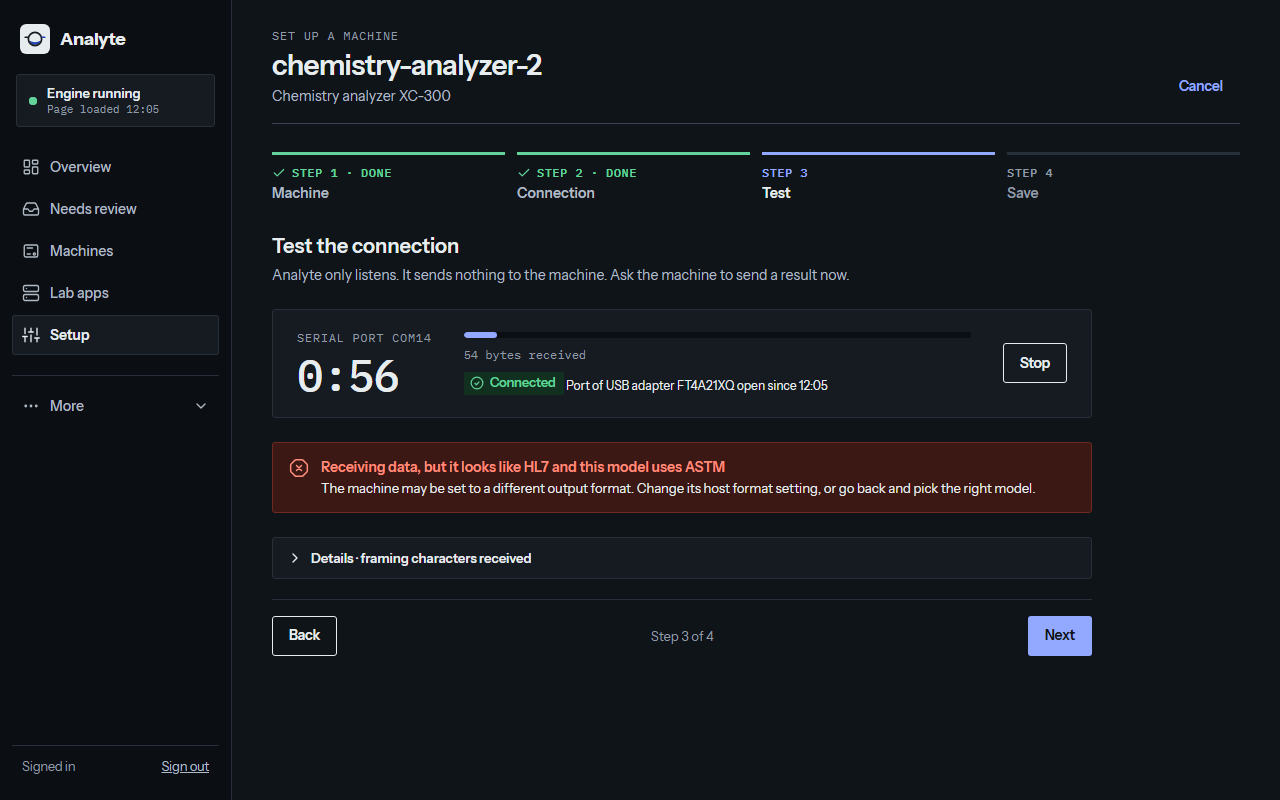 Analyte
Engine running
Page loaded 12:05
Overview
Needs review
Machines
Lab apps
Setup
More
Signed in
Sign out
SET UP A MACHINE
chemistry-analyzer-2
Chemistry analyzer XC-300
Cancel
STEP 1 · DONE
Machine
STEP 2 · DONE
Connection
STEP 3
Test
STEP 4
Save
Test the connection
Analyte only listens. It sends nothing to the machine. Ask the machine to send a result now.
SERIAL PORT COM14
0:56
54 bytes received
Connected Port of USB adapter FT4A21XQ open since 12:05
Stop
Receiving data, but it looks like HL7 and this model uses ASTM
The machine may be set to a different output format. Change its host format setting, or go back and pick the right model.
Details · framing characters received
Back
Step 3 of 4
Next